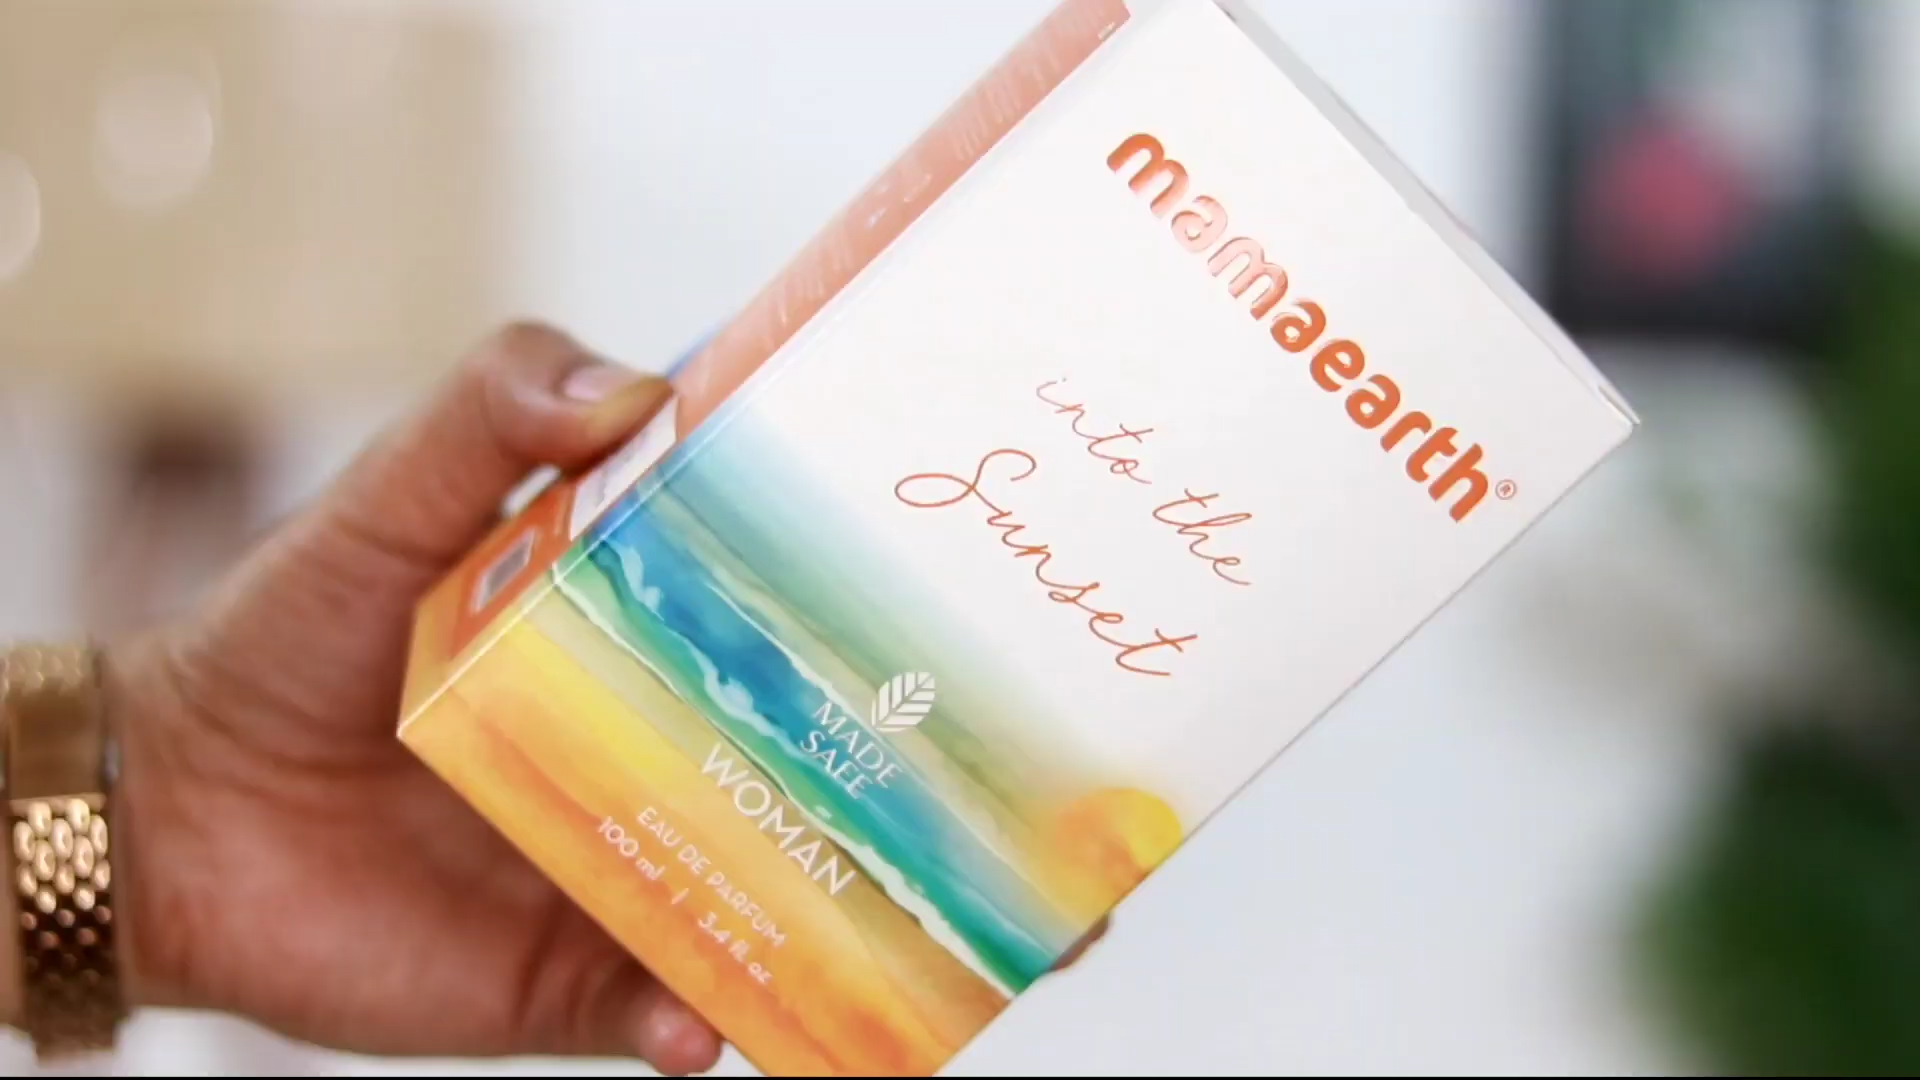 mamaearth®
into the
Sunset
MADE
SAFE
WOMAN
EAU DE PARFUM
100 ml / 3.4 fl. oz